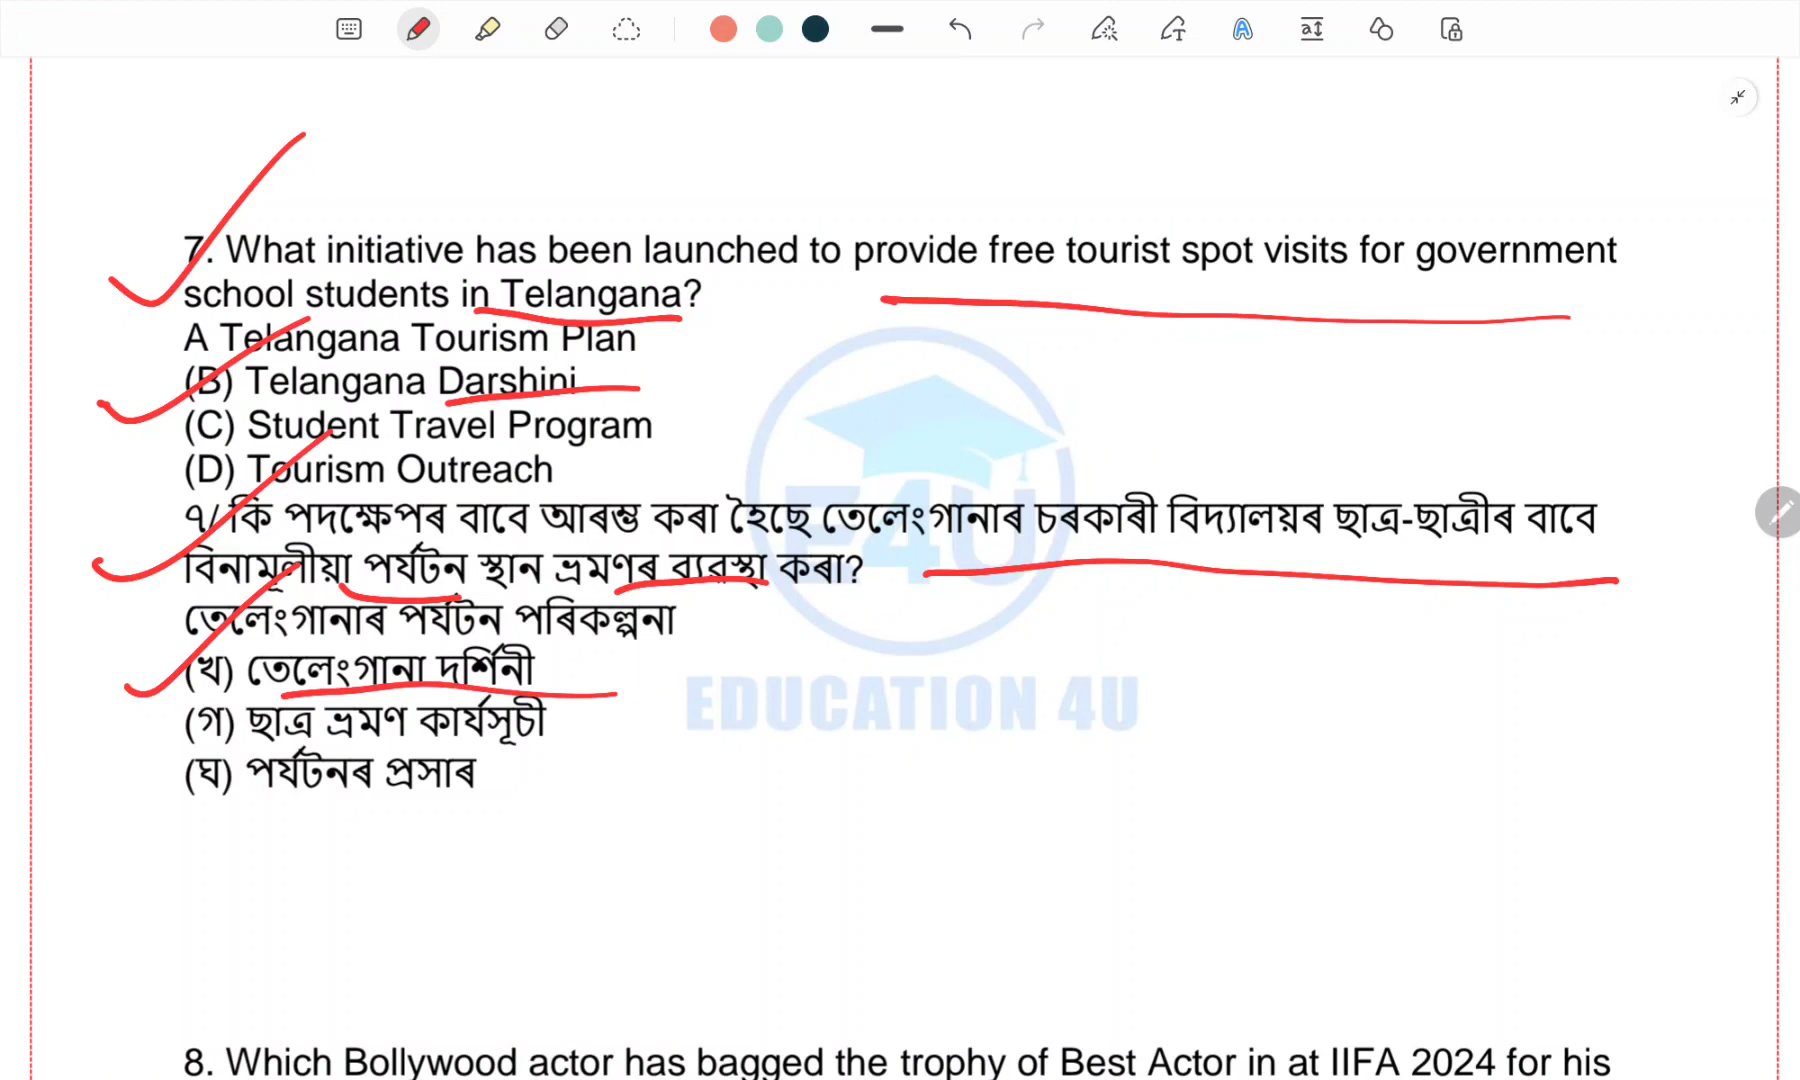 7. What initiative has been launched to provide free tourist spot visits for government
school students in Telangana?
A Telangana Tourism Plan
(B) Telangana Darshini
(C) Student Travel Program
(D) Tourism Outreach
৭/ কি পদক্ষেপৰ বাবে আৰম্ভ কৰা হৈছে তেলেংগানাৰ চৰকাৰী বিদ্যালয়ৰ ছাত্ৰ-ছাত্ৰীৰ বাবে
বিনামূলীয়া পৰ্যটন স্থান ভ্ৰমণৰ ব্যৱস্থা কৰা?
তেলেংগানাৰ পৰ্যটন পৰিকল্পনা
(খ) তেলেংগানা দৰ্শিনী
(গ) ছাত্ৰ ভ্ৰমণ কাৰ্যসূচী
(ঘ) পৰ্যটনৰ প্ৰসাৰ
E4U
EDUCATION 4U
8. Which Bollywood actor has bagged the trophy of Best Actor in at IIFA 2024 for his